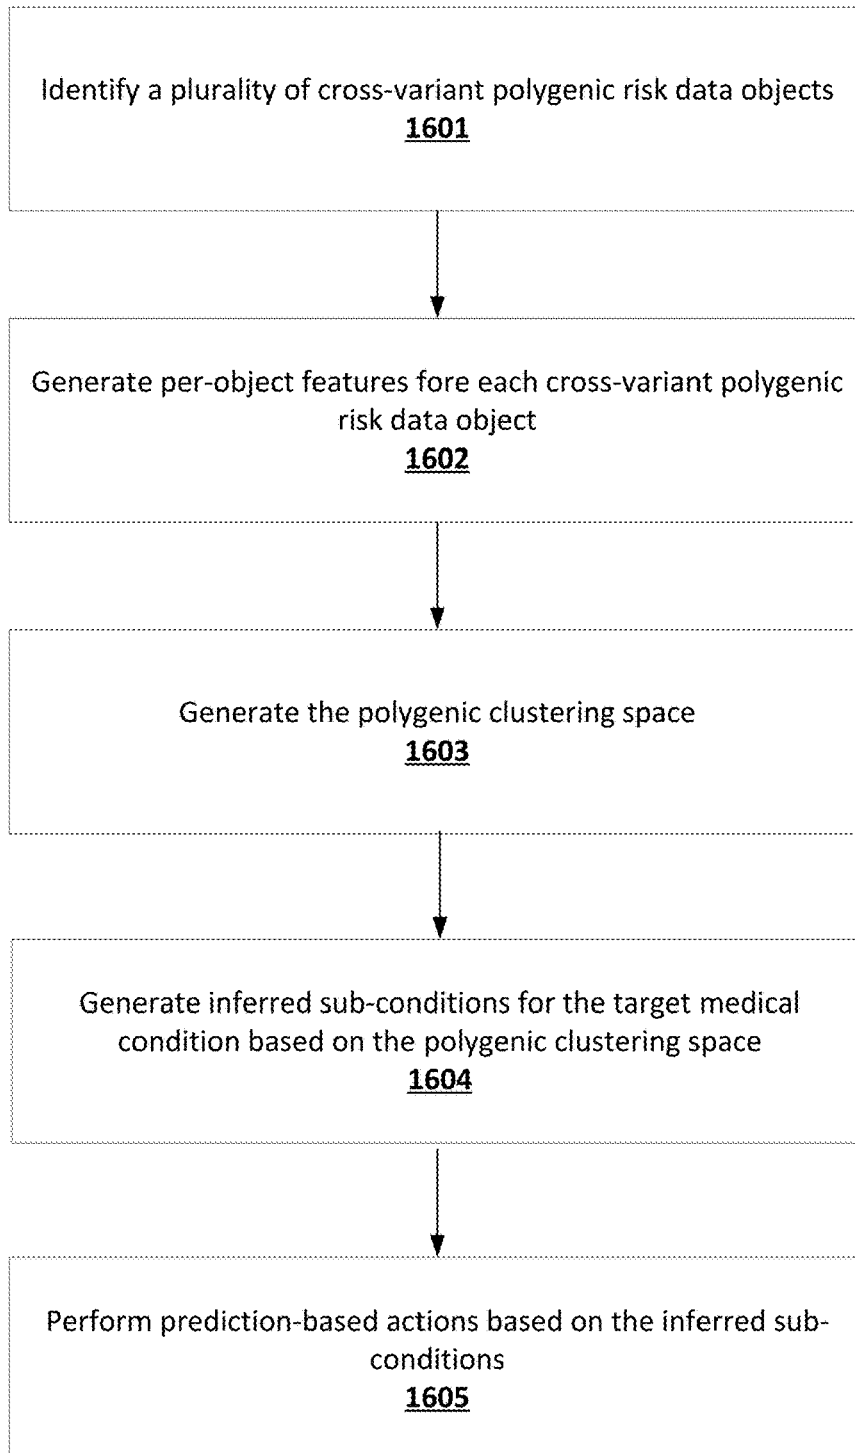 Identify a plurality of cross-variant polygenic risk data objects
1601
Generate per-object features fore each cross-variant polygenic
risk data object
1602
Generate the polygenic clustering space
1603
Generate inferred sub-conditions for the target medical
condition based on the polygenic clustering space
1604
Perform prediction-based actions based on the inferred sub-
conditions
1605